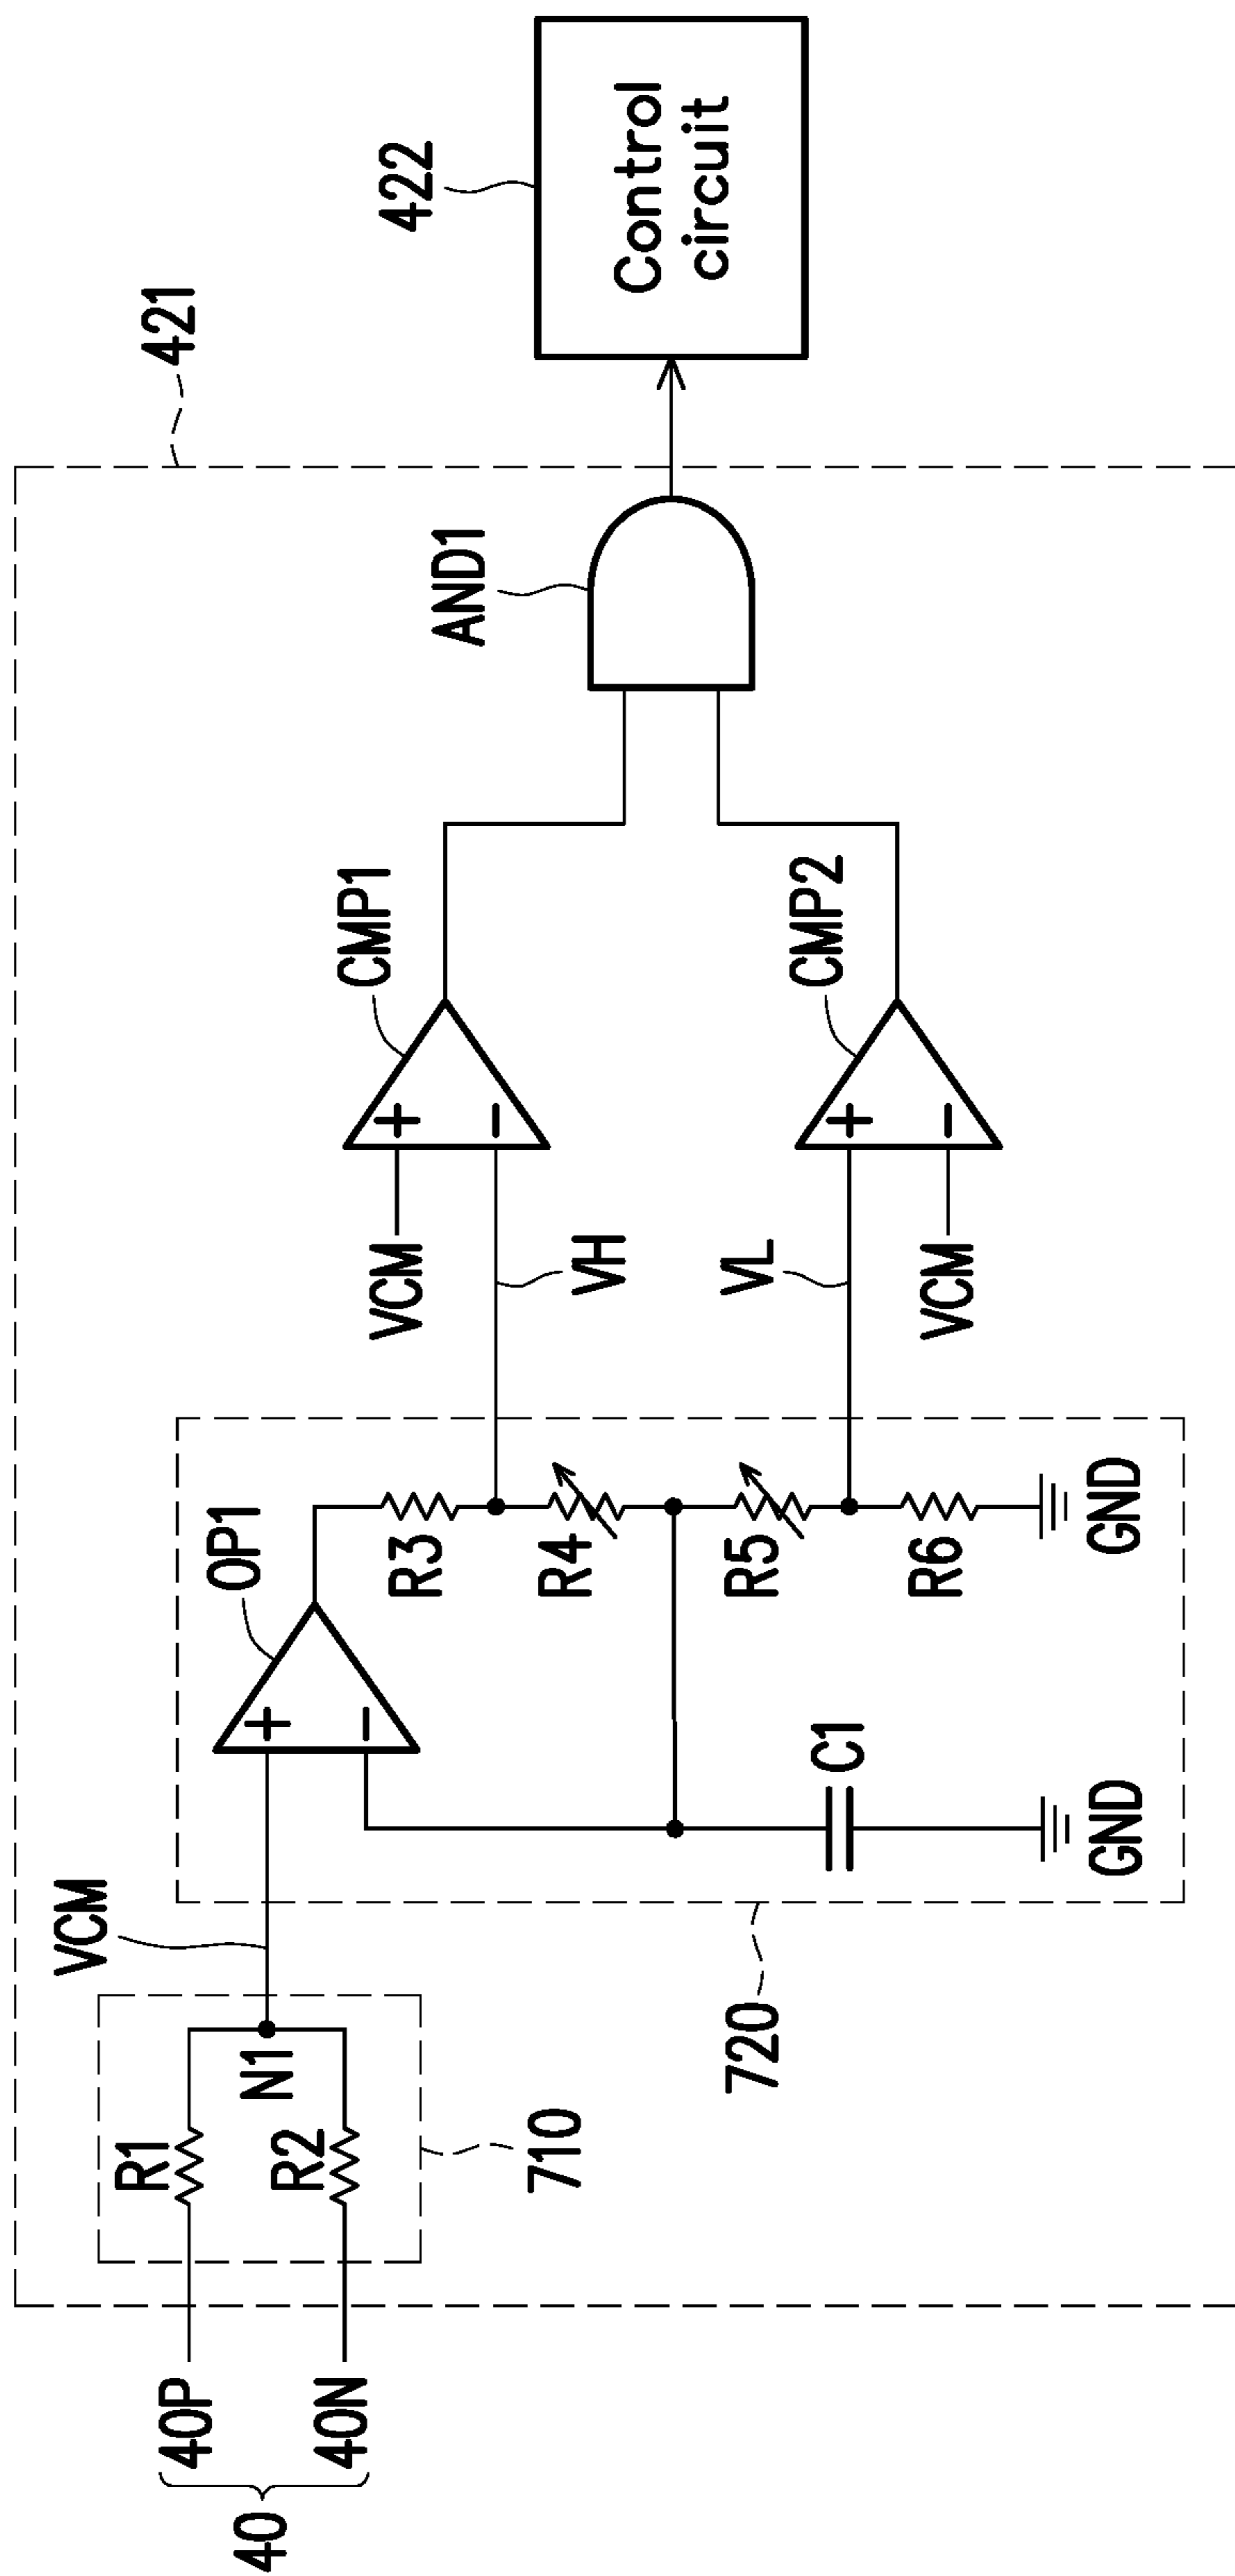 40
40P
40N
R1
R2
N1
710
VCM
720
OP1
C1
GND
R3
R4
R5
R6
GND
VH
VL
VCM
VCM
CMP1
CMP2
AND1
421
422
Control
circuit